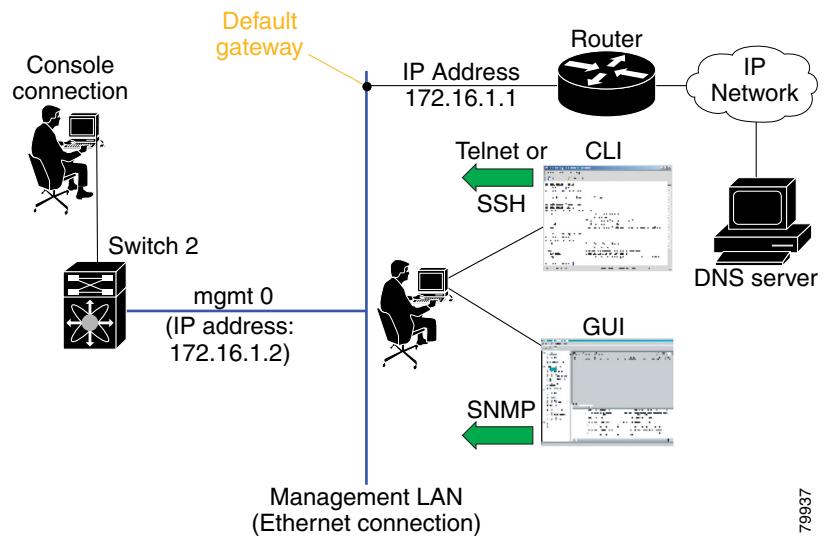 Default
gateway
Router
Console
connection
IP Address
172.16.1.1
IP
Network
Telnet or
CLI
SSH
Switch 2
DNS server
mgmt 0
(IP address:
172.16.1.2)
GUI
SNMP
Management LAN
(Ethernet connection)
79937